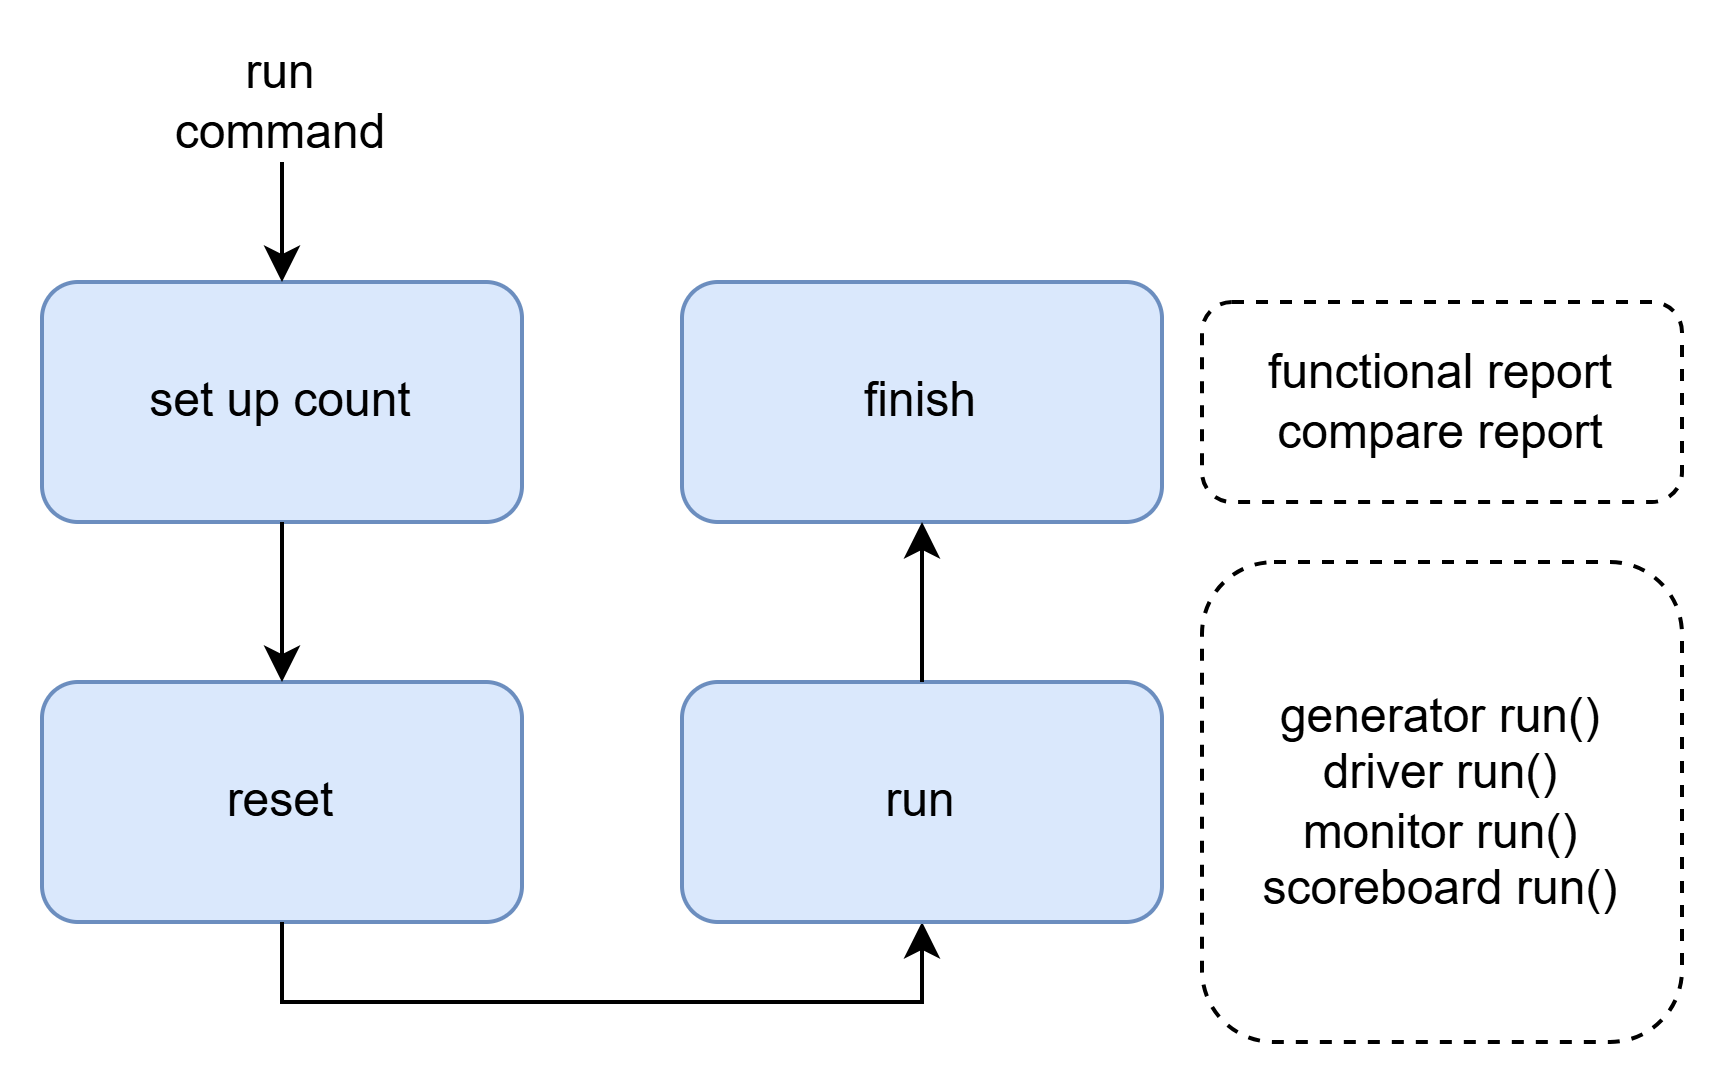 run
command
set up count
finish
functional report
compare report
reset
run
generator run()
driver run()
monitor run()
scoreboard run()